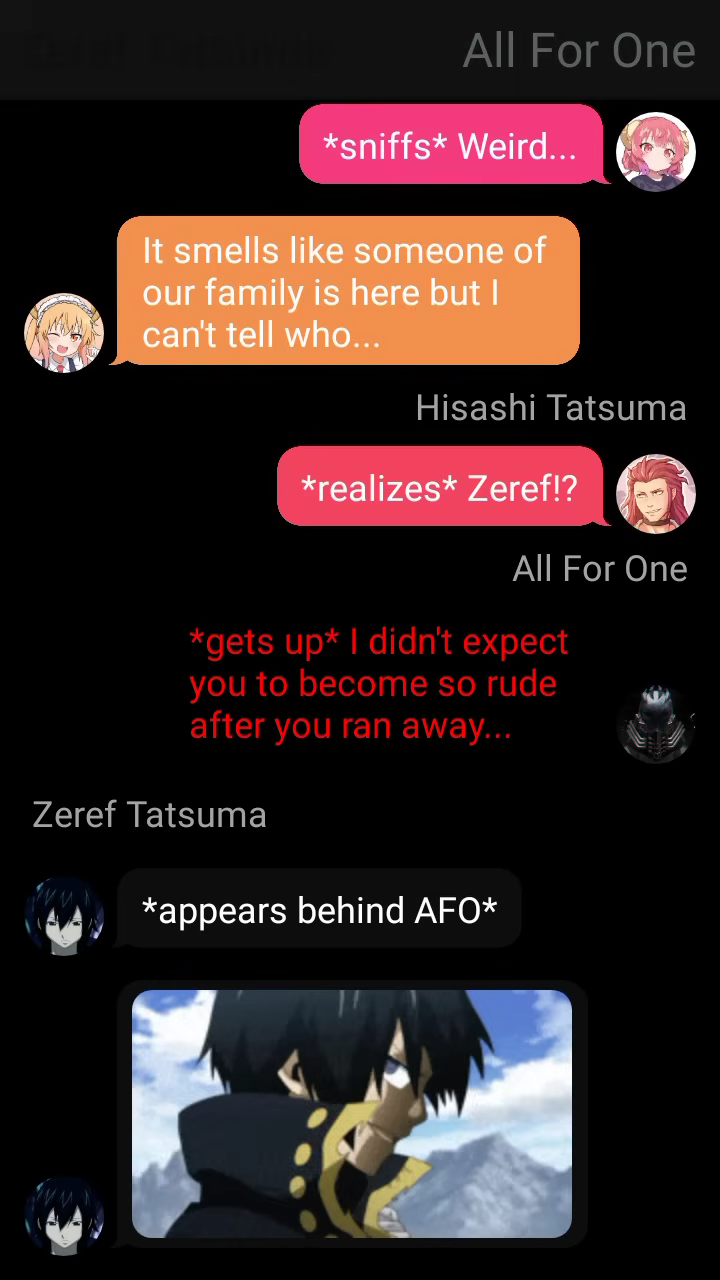 All For One
*sniffs* Weird...
It smells like someone of
our family is here but I
can't tell who...
Hisashi Tatsuma
*realizes* Zeref!?
All For One
*gets up* I didn't expect
you to become so rude
after you ran away...
Zeref Tatsuma
*appears behind AFO*